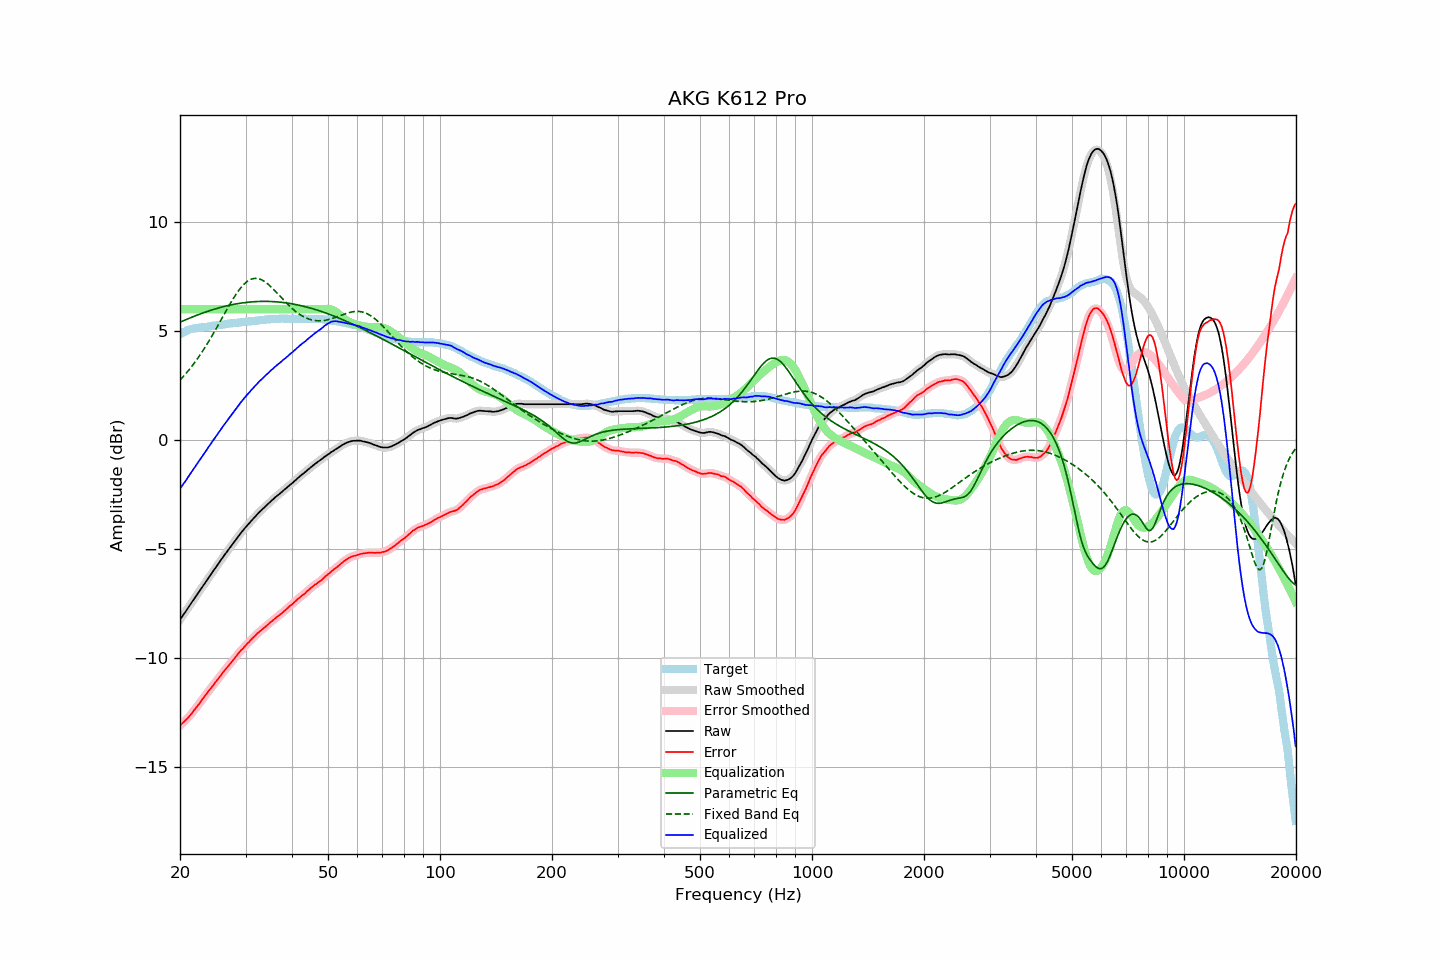 AKG K612 Pro
Amplitude (dBr)
10
5
0
−5
−10
−15
Target
Raw Smoothed
Error Smoothed
Raw
Error
Equalization
Parametric Eq
Fixed Band Eq
Equalized
20 50 100 200 500 1000 2000 5000 10000 20000
Frequency (Hz)